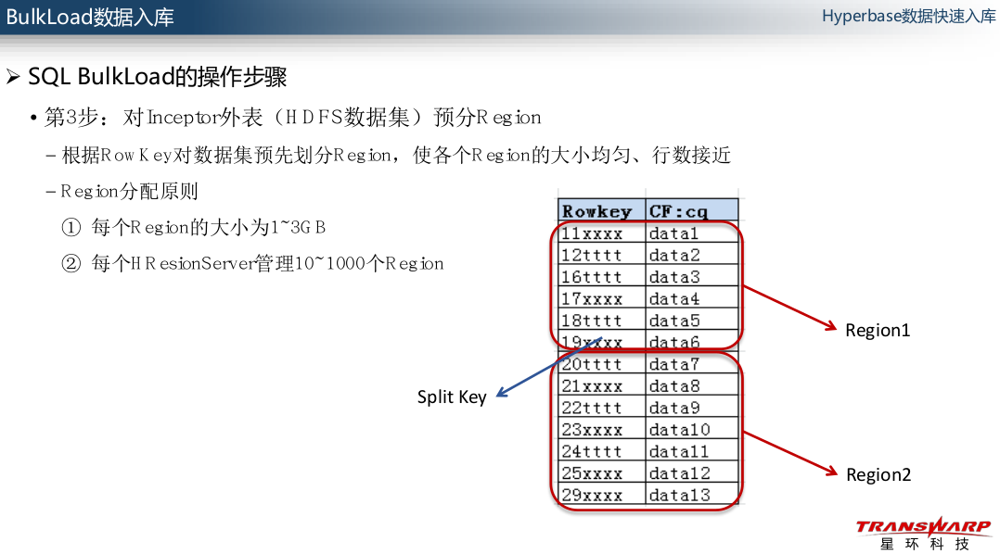 BulkLoad数据入库
Hyperbase数据快速入库
➢ SQL BulkLoad的操作步骤
• 第3步：对Inceptor外表（HDFS数据集）预分Region
– 根据RowKey对数据集预先划分Region，使各个Region的大小均匀、行数接近
– Region分配原则
① 每个Region的大小为1~3GB
② 每个HResionServer管理10~1000个Region
Rowkey CF:cq
11xxxx data1
12tttt data2
16tttt data3
17xxxx data4
18tttt data5
19xxxx data6
20tttt data7
21xxxx data8
22tttt data9
23xxxx data10
24tttt data11
25xxxx data12
29xxxx data13
Region1
Split Key
Region2
TRANSWARP
星环科技